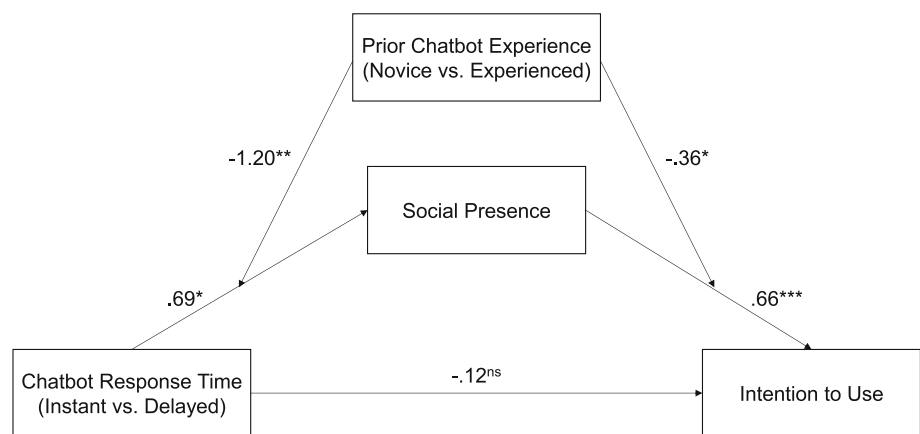 Prior Chatbot Experience
(Novice vs. Experienced)
-1.20**
-.36*
Social Presence
.69*
.66***
Chatbot Response Time
(Instant vs. Delayed)
-.12ns
Intention to Use